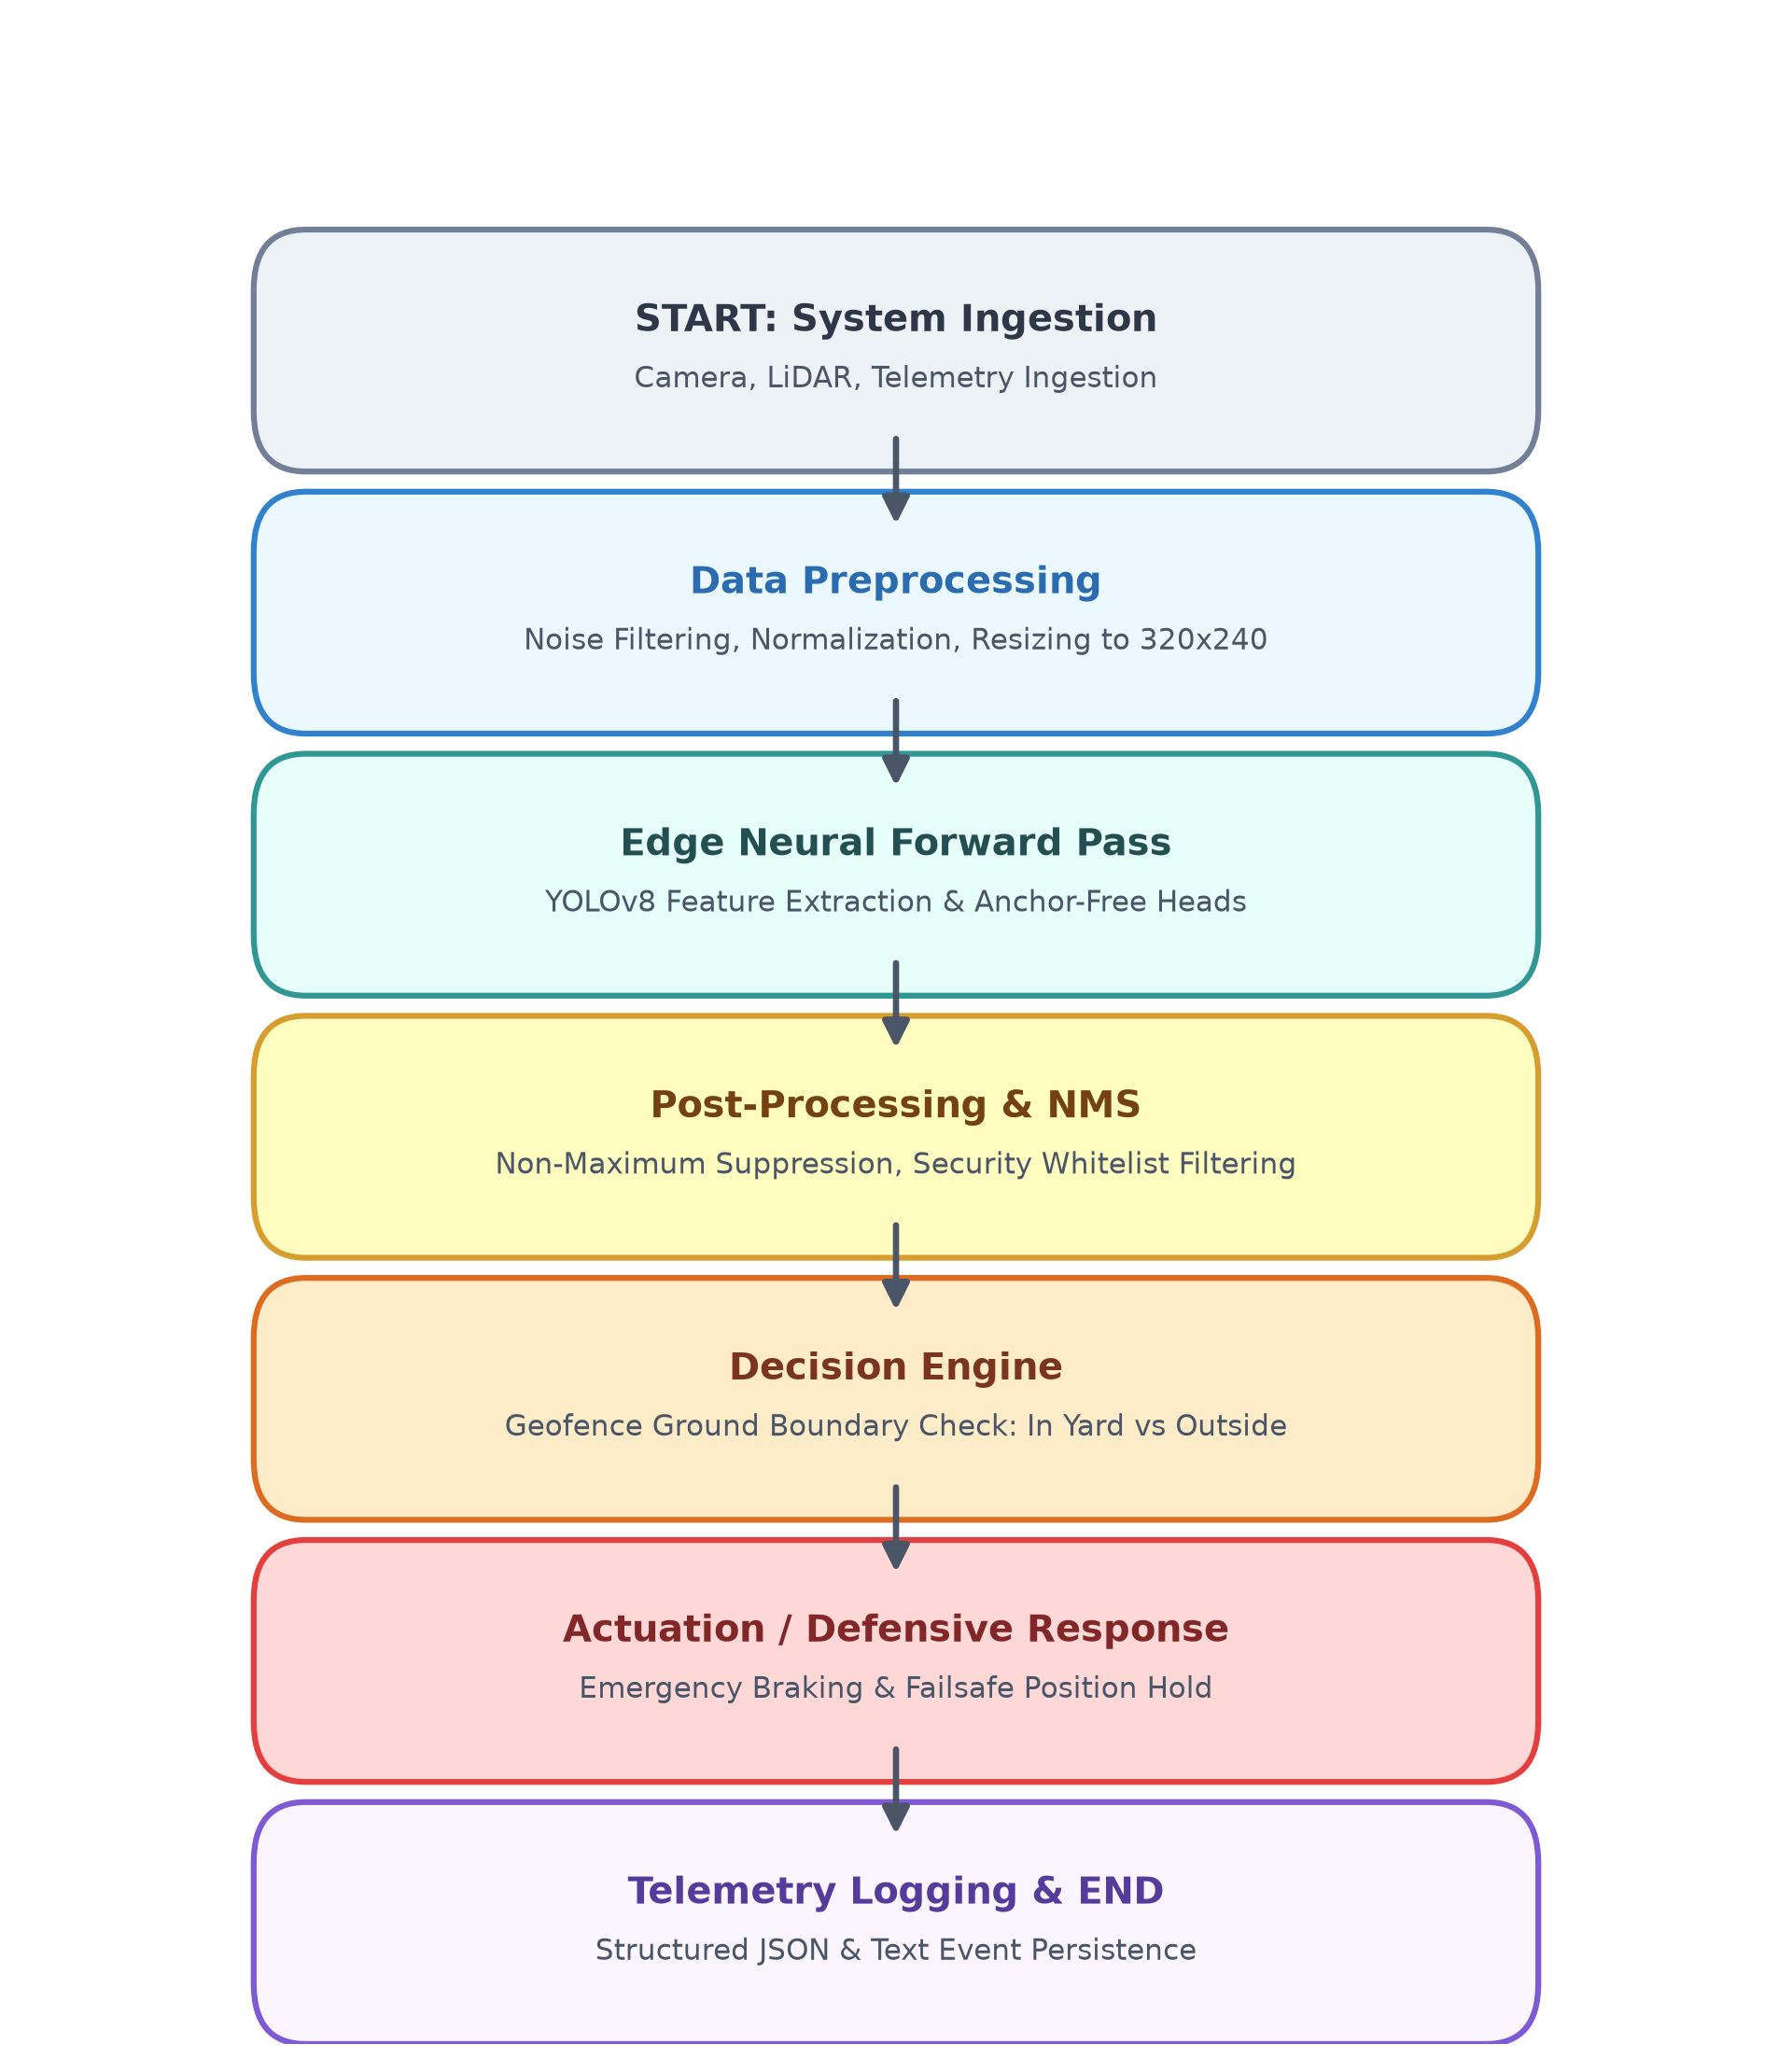 START: System Ingestion
Camera, LiDAR, Telemetry Ingestion
Data Preprocessing
Noise Filtering, Normalization, Resizing to 320x240
Edge Neural Forward Pass
YOLOv8 Feature Extraction & Anchor-Free Heads
Post-Processing & NMS
Non-Maximum Suppression, Security Whitelist Filtering
Decision Engine
Geofence Ground Boundary Check: In Yard vs Outside
Actuation / Defensive Response
Emergency Braking & Failsafe Position Hold
Telemetry Logging & END
Structured JSON & Text Event Persistence